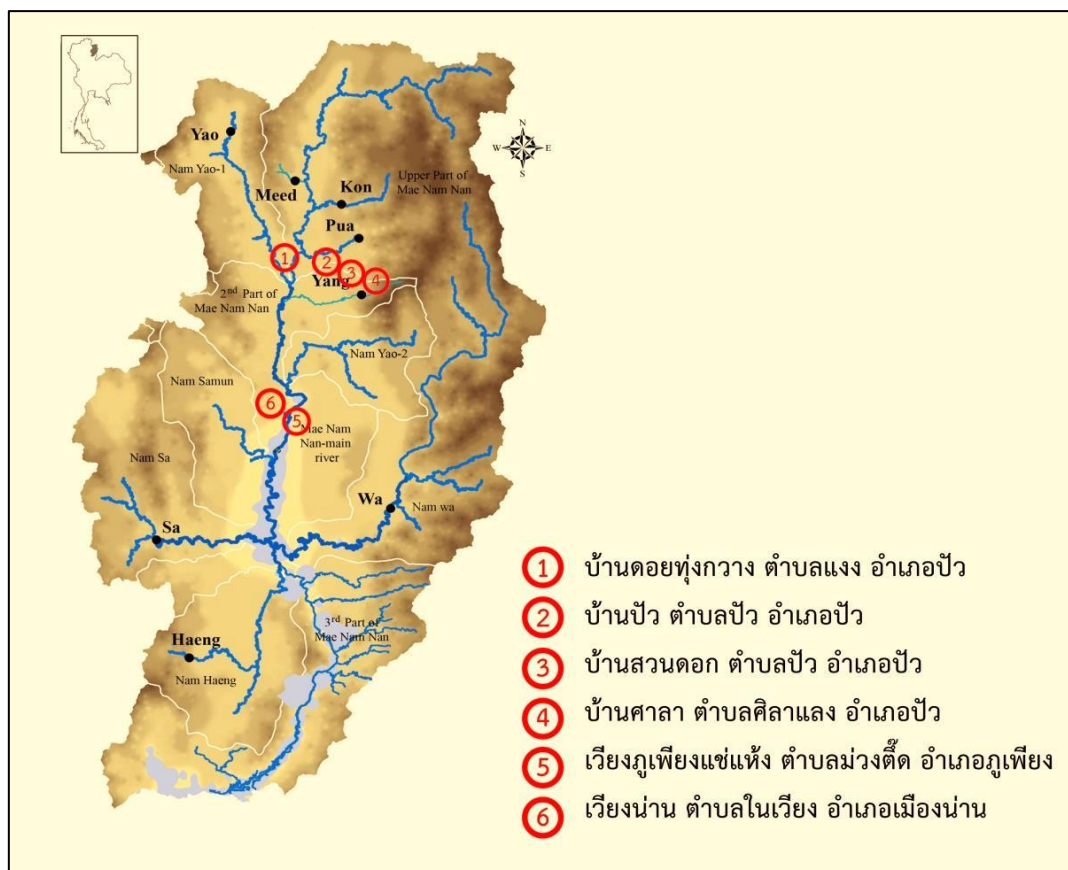 N
W E
S
Yao
Nam Yao-1
Meed
Kon
Upper Part of
Mae Nam Nan
Pua
1
2
3
4
Yang
2nd Part of
Mae Nam Nan
Nam Yao-2
Nam Samun
6
5
Mae Nam
Nan-main
river
Nam Sa
Wa
Nam wa
Sa
3rd Part of
Mae Nam Nan
Haeng
Nam Haeng
1 บ้านดอยทุ่งกวาง ตำบลแงง อำเภอปัว
2 บ้านปัว ตำบลปัว อำเภอปัว
3 บ้านสวนดอก ตำบลปัว อำเภอปัว
4 บ้านศาลา ตำบลศิลาแลง อำเภอปัว
5 เวียงภูเพียงแช่แห้ง ตำบลม่วงตึ๊ด อำเภอภูเพียง
6 เวียงน่าน ตำบลในเวียง อำเภอเมืองน่าน